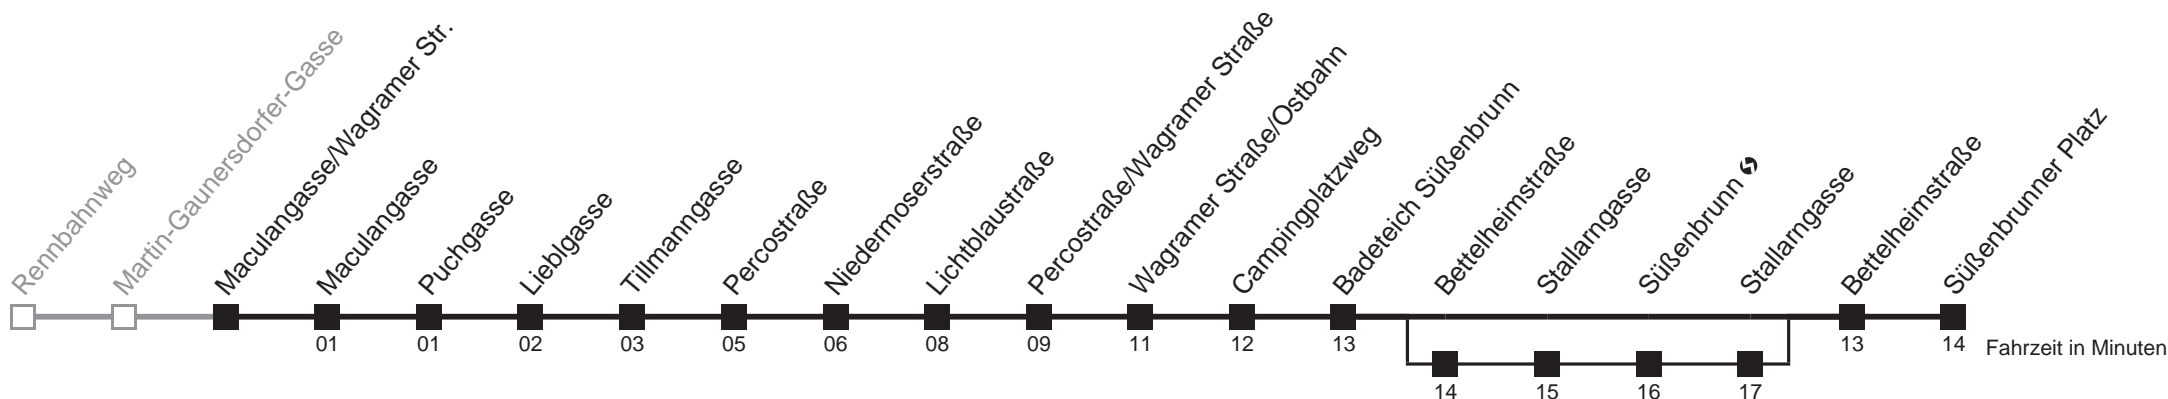 Rennbahnweg
Martin-Gaunersdorfer-Gasse
Maculangasse/Wagramer Str.
Maculangasse
Puchgasse
Lieblgasse
Tillmanngasse
Percostraße
Niedermoserstraße
Lichtblaustraße
Percostraße/Wagramer Straße
Wagramer Straße/Ostbahn
Campingplatzweg
Badeteich Süßenbrunn
Bettelheimstraße
Stallarngasse
Süßenbrunn
Stallarngasse
Bettelheimstraße
Süßenbrunner Platz
01 01 02 03 05 06 08 09 11 12 13 13 14 Fahrzeit in Minuten
14 15 16 17